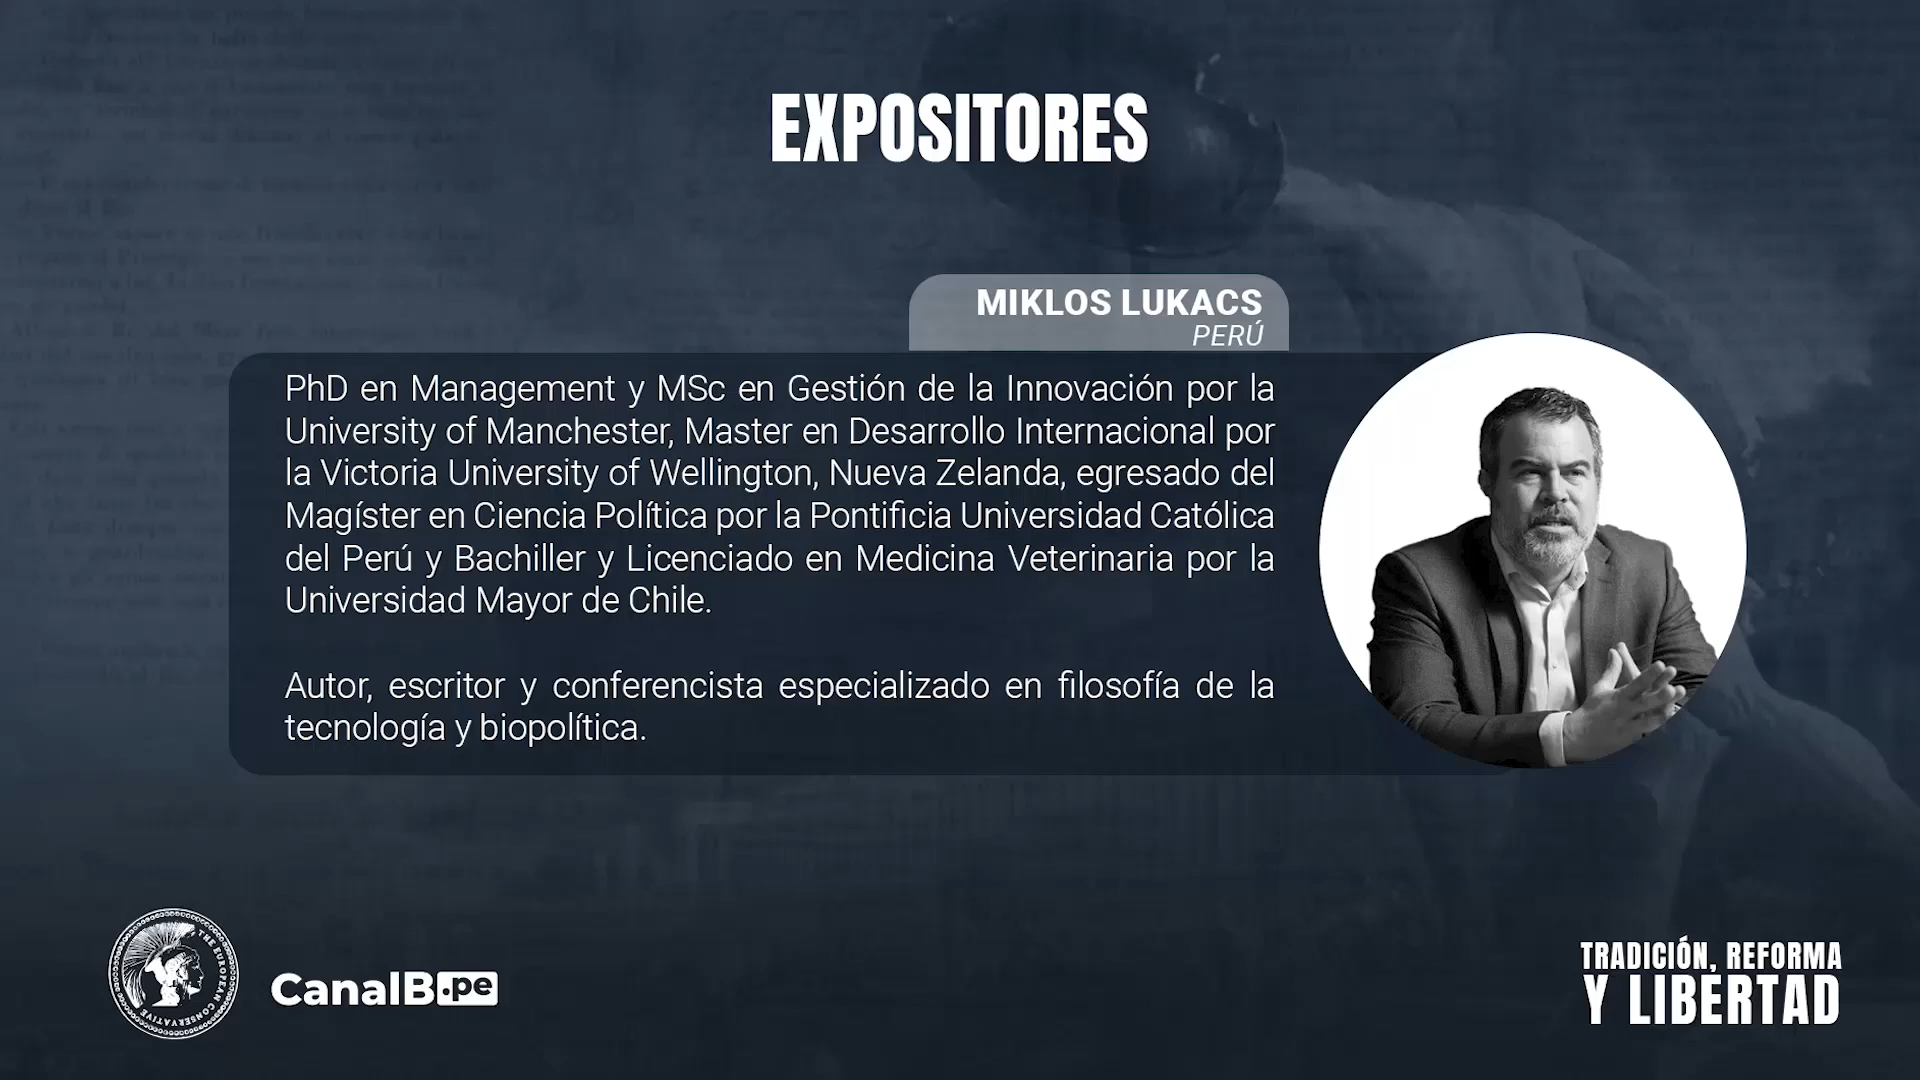 EXPOSITORES
MIKLOS LUKACS
PERÚ
PhD en Management y MSc en Gestión de la Innovación por la
University of Manchester, Master en Desarrollo Internacional por
la Victoria University of Wellington, Nueva Zelanda, egresado del
Magíster en Ciencia Política por la Pontificia Universidad Católica
del Perú y Bachiller y Licenciado en Medicina Veterinaria por la
Universidad Mayor de Chile.
Autor, escritor y conferencista especializado en filosofía de la
tecnología y biopolítica.
THE EUROPEAN CONSERVATIVE
CanalB.pe
TRADICIÓN, REFORMA
Y LIBERTAD